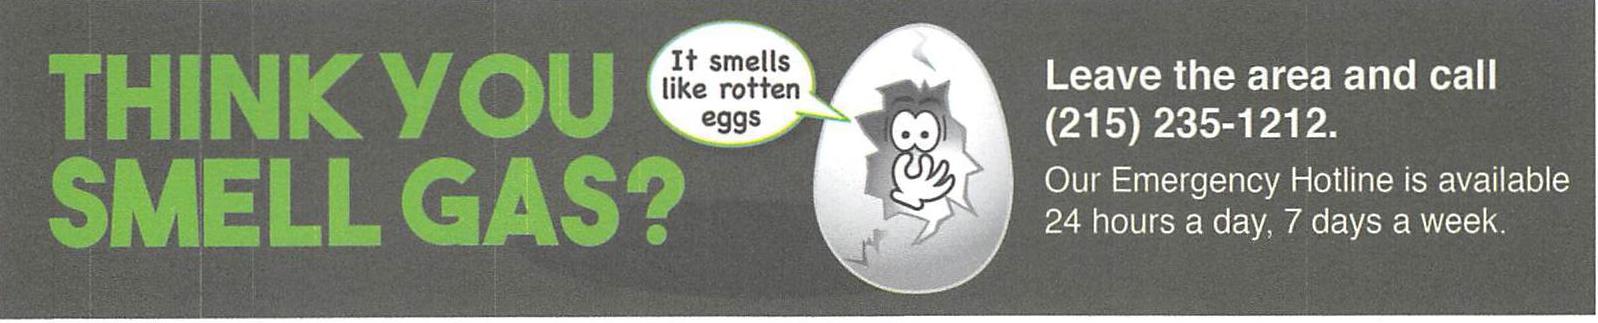 THINK YOU
SMELL GAS?
It smells
like rotten
eggs
Leave the area and call
(215) 235-1212.
Our Emergency Hotline is available
24 hours a day, 7 days a week.